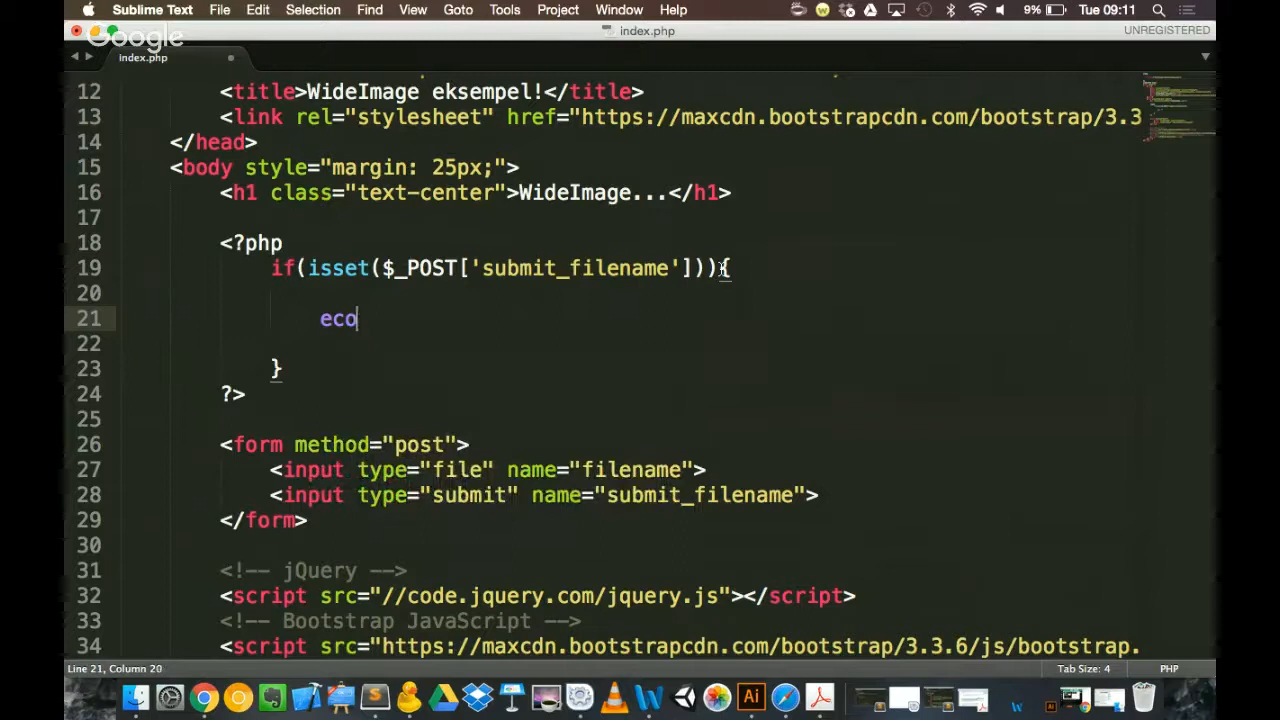 Sublime Text File Edit Selection Find View Goto Tools Project Window Help 9% Tue 09:11
index.php UNREGISTERED
Google
index.php
12 <title>WideImage eksempel!</title>
13 <link rel="stylesheet" href="https://maxcdn.bootstrapcdn.com/bootstrap/3.3
14 </head>
15 <body style="margin: 25px;">
16 <h1 class="text-center">WideImage...</h1>
17
18 <?php
19 if(isset($_POST['submit_filename'])){
20
21 eco
22
23 }
24 ?>
25
26 <form method="post">
27 <input type="file" name="filename">
28 <input type="submit" name="submit_filename">
29 </form>
30
31 <!-- jQuery -->
32 <script src="//code.jquery.com/jquery.js"></script>
33 <!-- Bootstrap JavaScript -->
34 <script src="https://maxcdn.bootstrapcdn.com/bootstrap/3.3.6/js/bootstrap.
Line 21, Column 20 Tab Size: 4 PHP